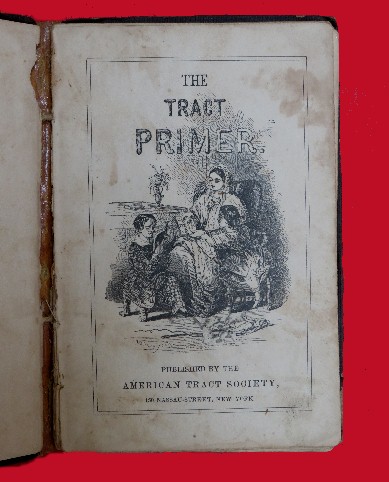 THE
TRACT
PRIMER.
PUBLISHED BY THE
AMERICAN TRACT SOCIETY,
150 NASSAU-STREET, NEW YORK